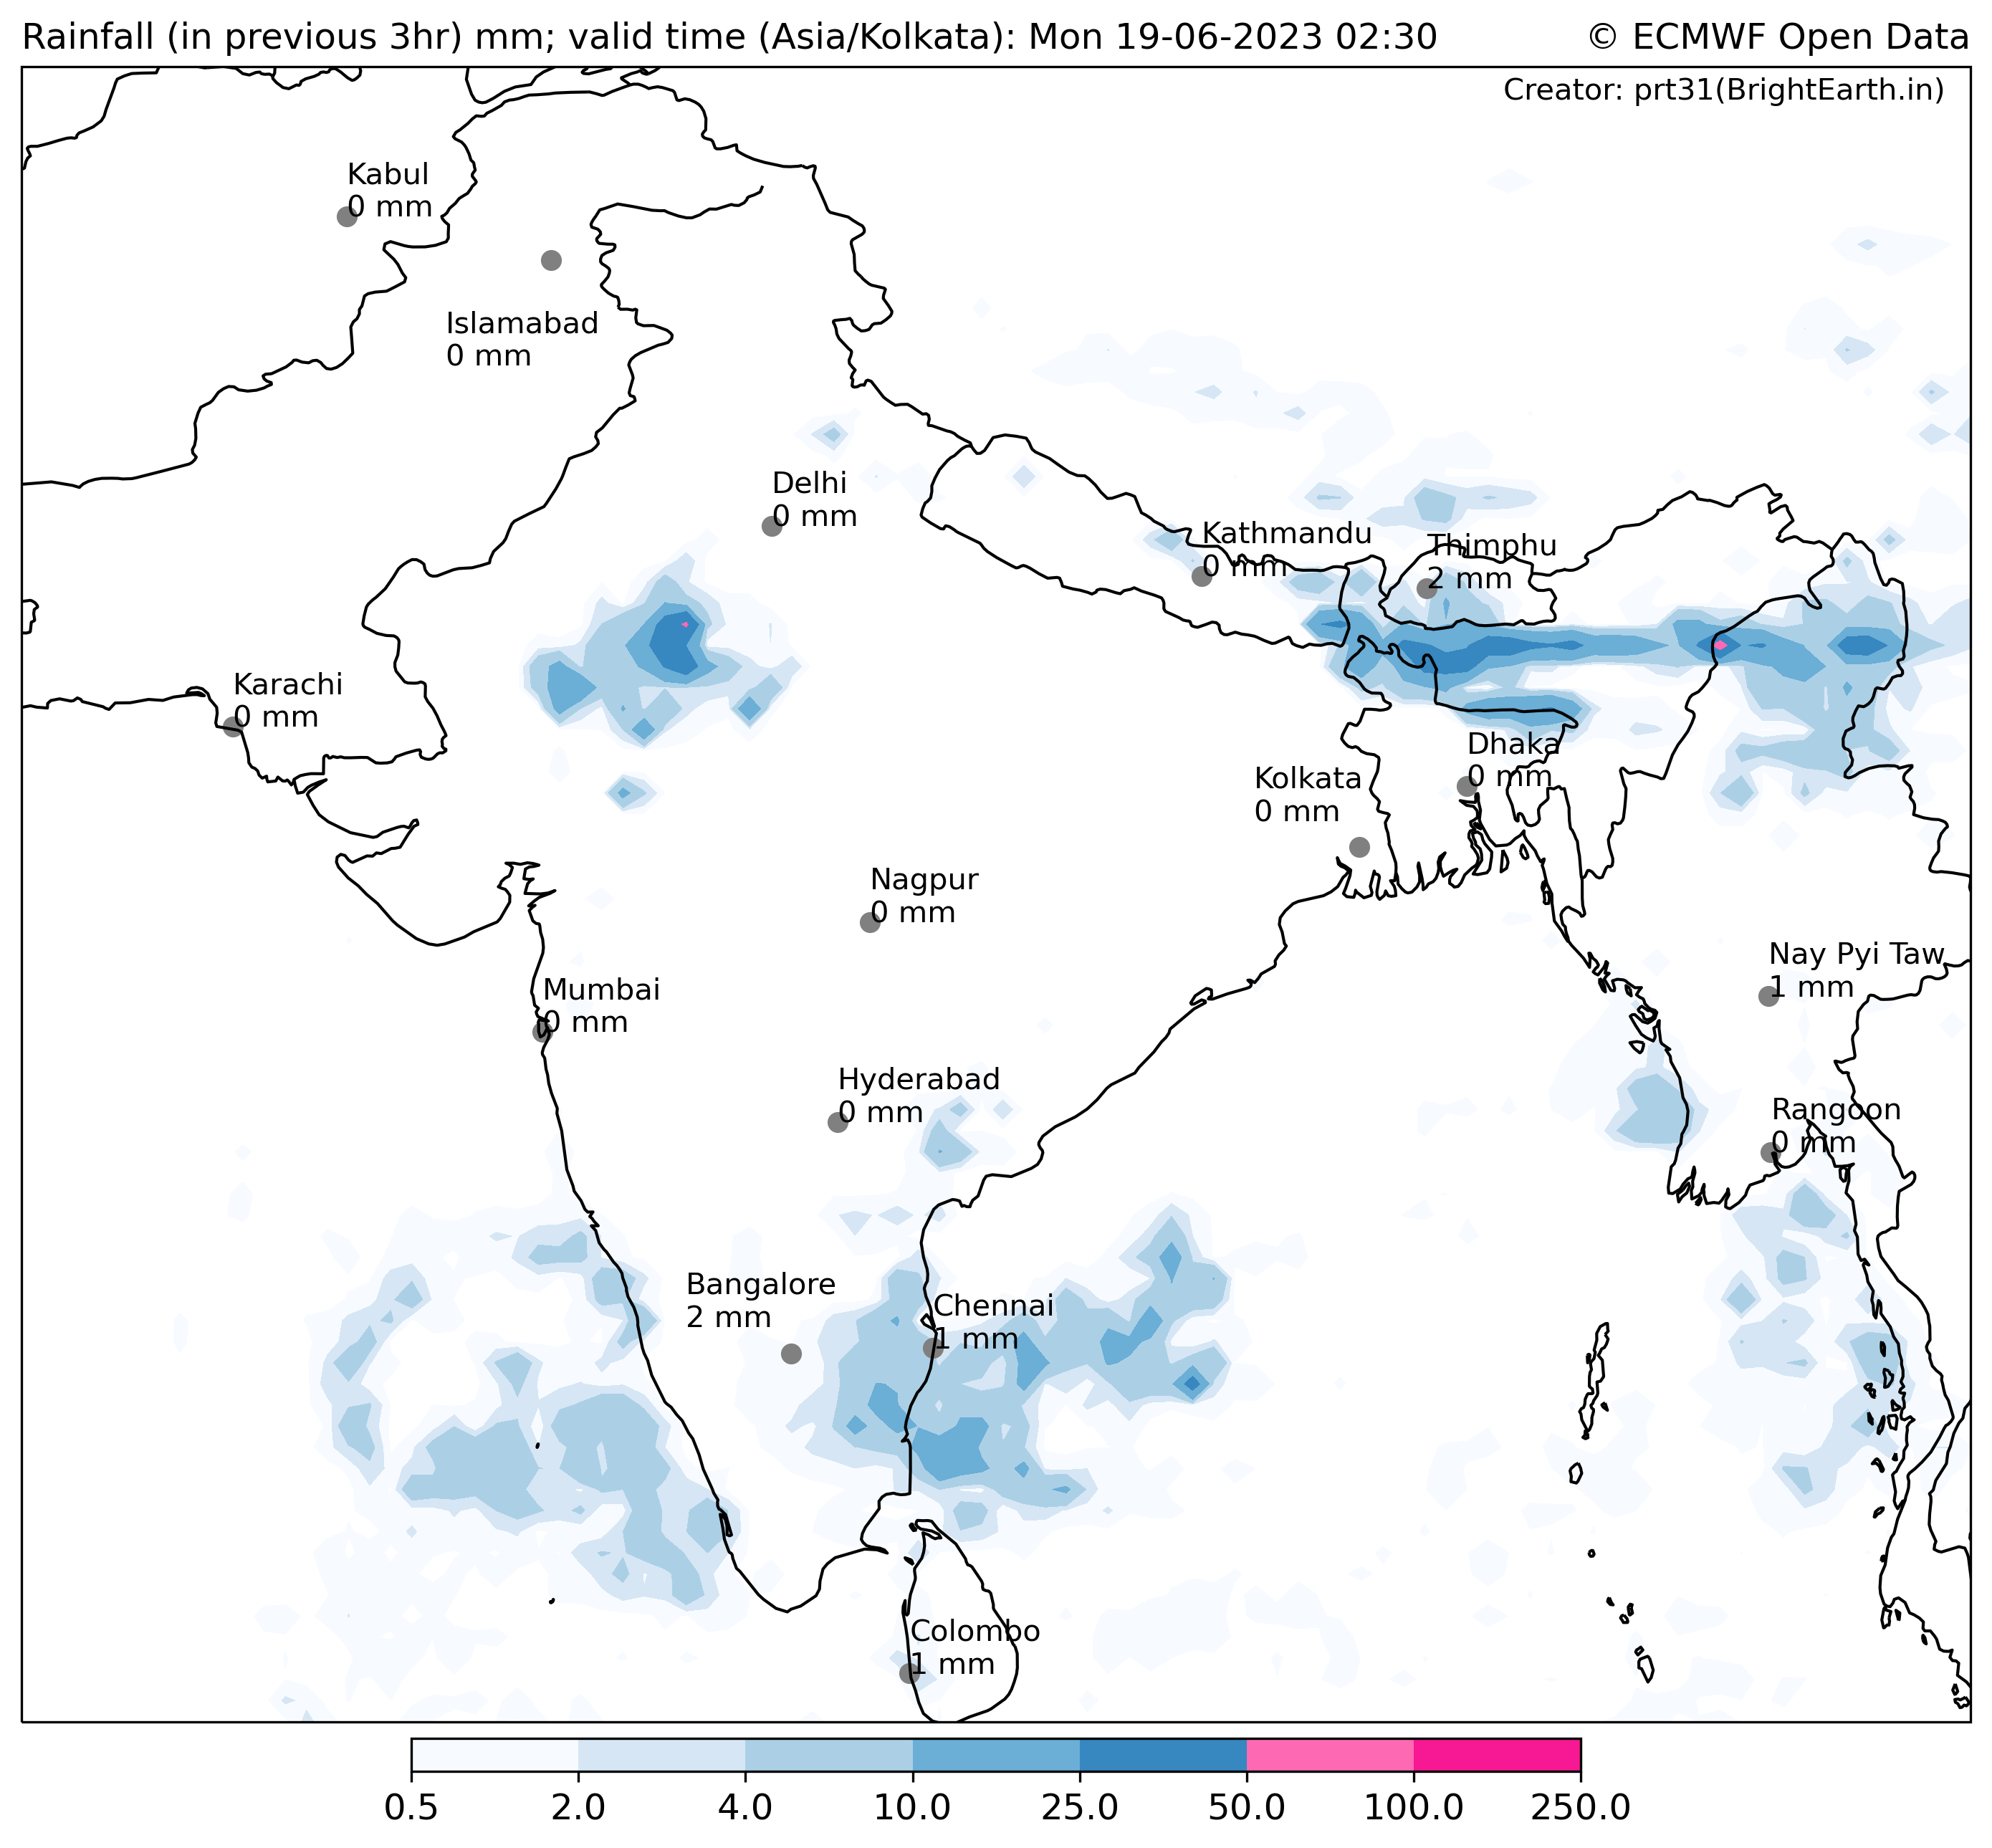 Rainfall (in previous 3hr) mm; valid time (Asia/Kolkata): Mon 19-06-2023 02:30
© ECMWF Open Data
Creator: prt31(BrightEarth.in)
Kabul
0 mm
Islamabad
0 mm
Delhi
0 mm
Kathmandu
0 mm
Thimphu
2 mm
Karachi
0 mm
Dhaka
0 mm
Kolkata
0 mm
Nagpur
0 mm
Nay Pyi Taw
1 mm
Mumbai
0 mm
Hyderabad
0 mm
Rangoon
0 mm
Bangalore
2 mm
Chennai
1 mm
Colombo
1 mm
0.5 2.0 4.0 10.0 25.0 50.0 100.0 250.0